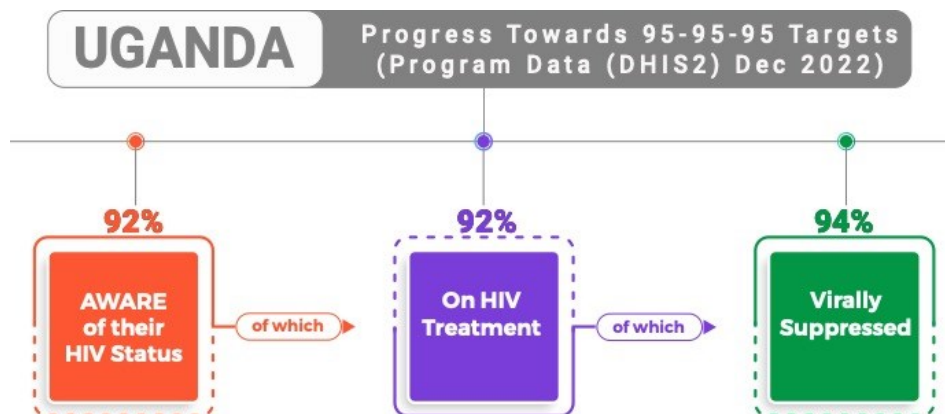 UGANDA
Progress Towards 95-95-95 Targets
(Program Data (DHIS2) Dec 2022)
92%
AWARE
of their
HIV Status
of which
92%
On HIV
Treatment
of which
94%
Virally
Suppressed